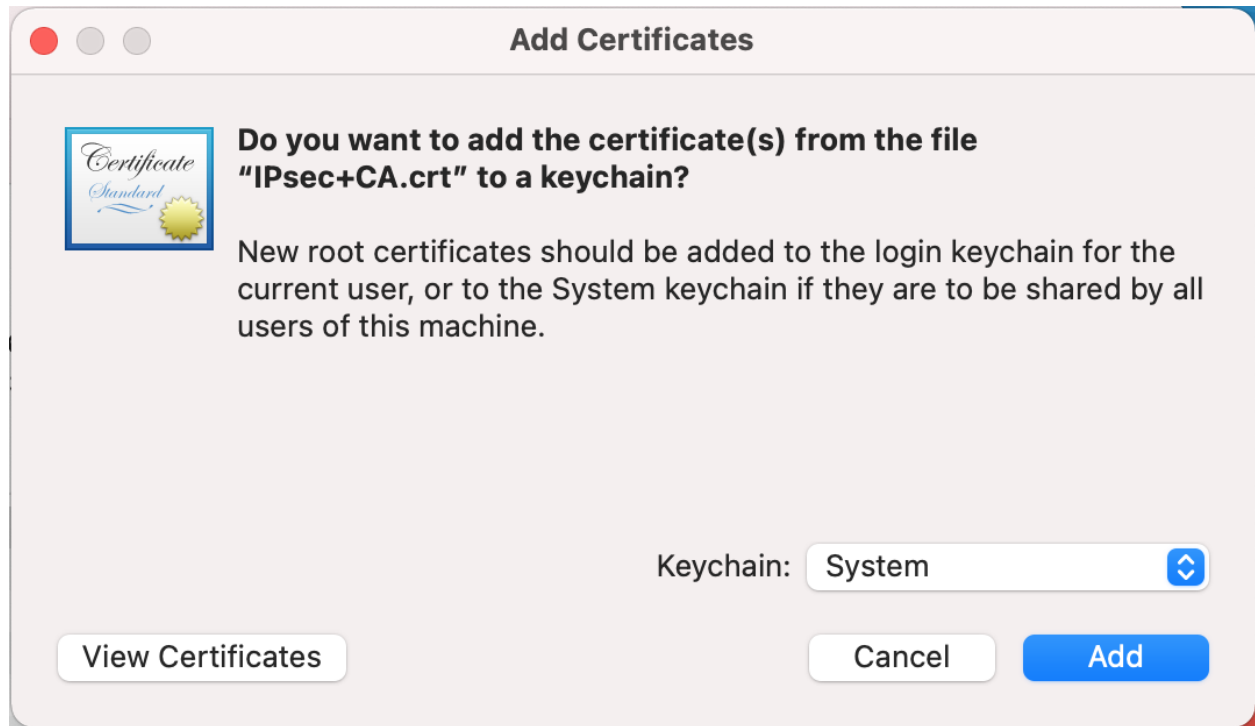 Add Certificates
Certificate
Standard
Do you want to add the certificate(s) from the file
“IPsec+CA.crt” to a keychain?
New root certificates should be added to the login keychain for the
current user, or to the System keychain if they are to be shared by all
users of this machine.
Keychain: System
View Certificates Cancel Add